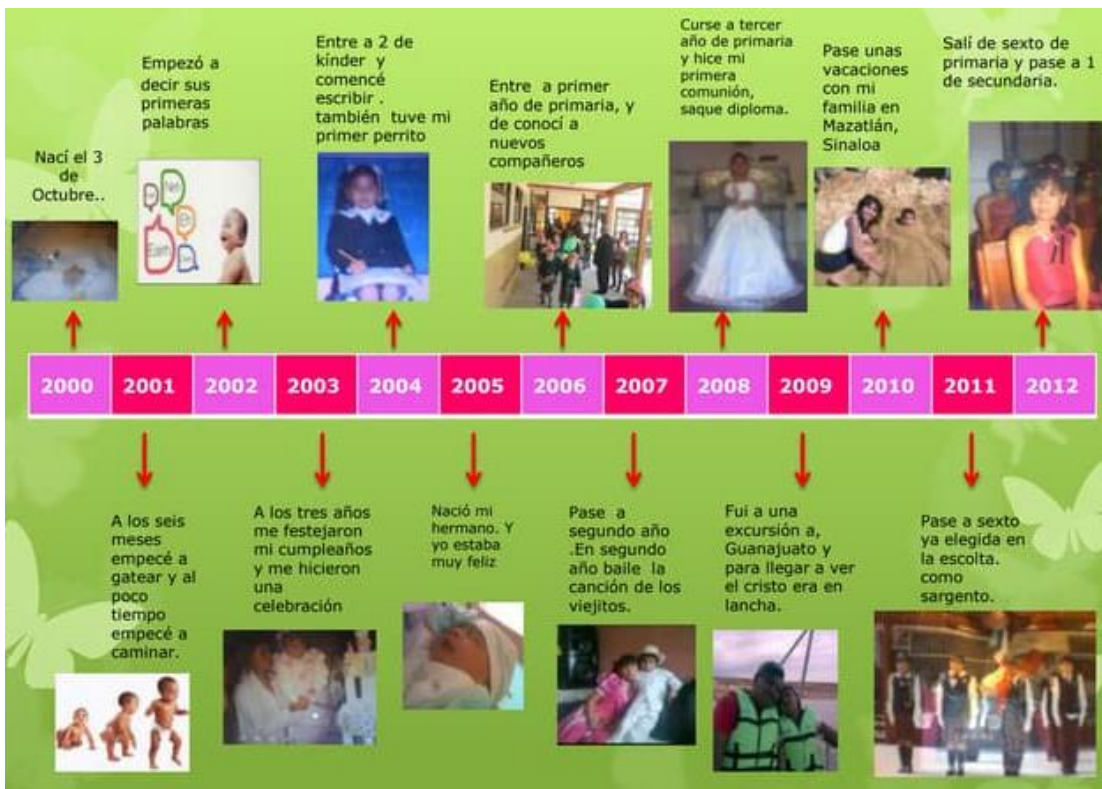 Nací el 3
de
Octubre..
Empezó a
decir sus
primeras
palabras
Entre a 2 de
kínder y
comencé
escribir .
también tuve mi
primer perrito
Entre a primer
año de primaria, y
de conocí a
nuevos
compañeros
Curse a tercer
año de primaria
y hice mi
primera
comunión,
saque diploma.
Pase unas
vacaciones
con mi
familia en
Mazatlán,
Sinaloa
Salí de sexto de
primaria y pase a 1
de secundaria.
2000 2001 2002 2003 2004 2005 2006 2007 2008 2009 2010 2011 2012
A los seis
meses
empecé a
gatear y al
poco
tiempo
empecé a
caminar.
A los tres años
me festejaron
mi cumpleaños
y me hicieron
una
celebración
Nació mi
hermano. Y
yo estaba
muy feliz
Pase a
segundo año
.En segundo
año baile la
canción de los
viejitos.
Fui a una
excursión a,
Guanajuato y
para llegar a ver
el cristo era en
lancha.
Pase a sexto
ya elegida en
la escolta.
como
sargento.